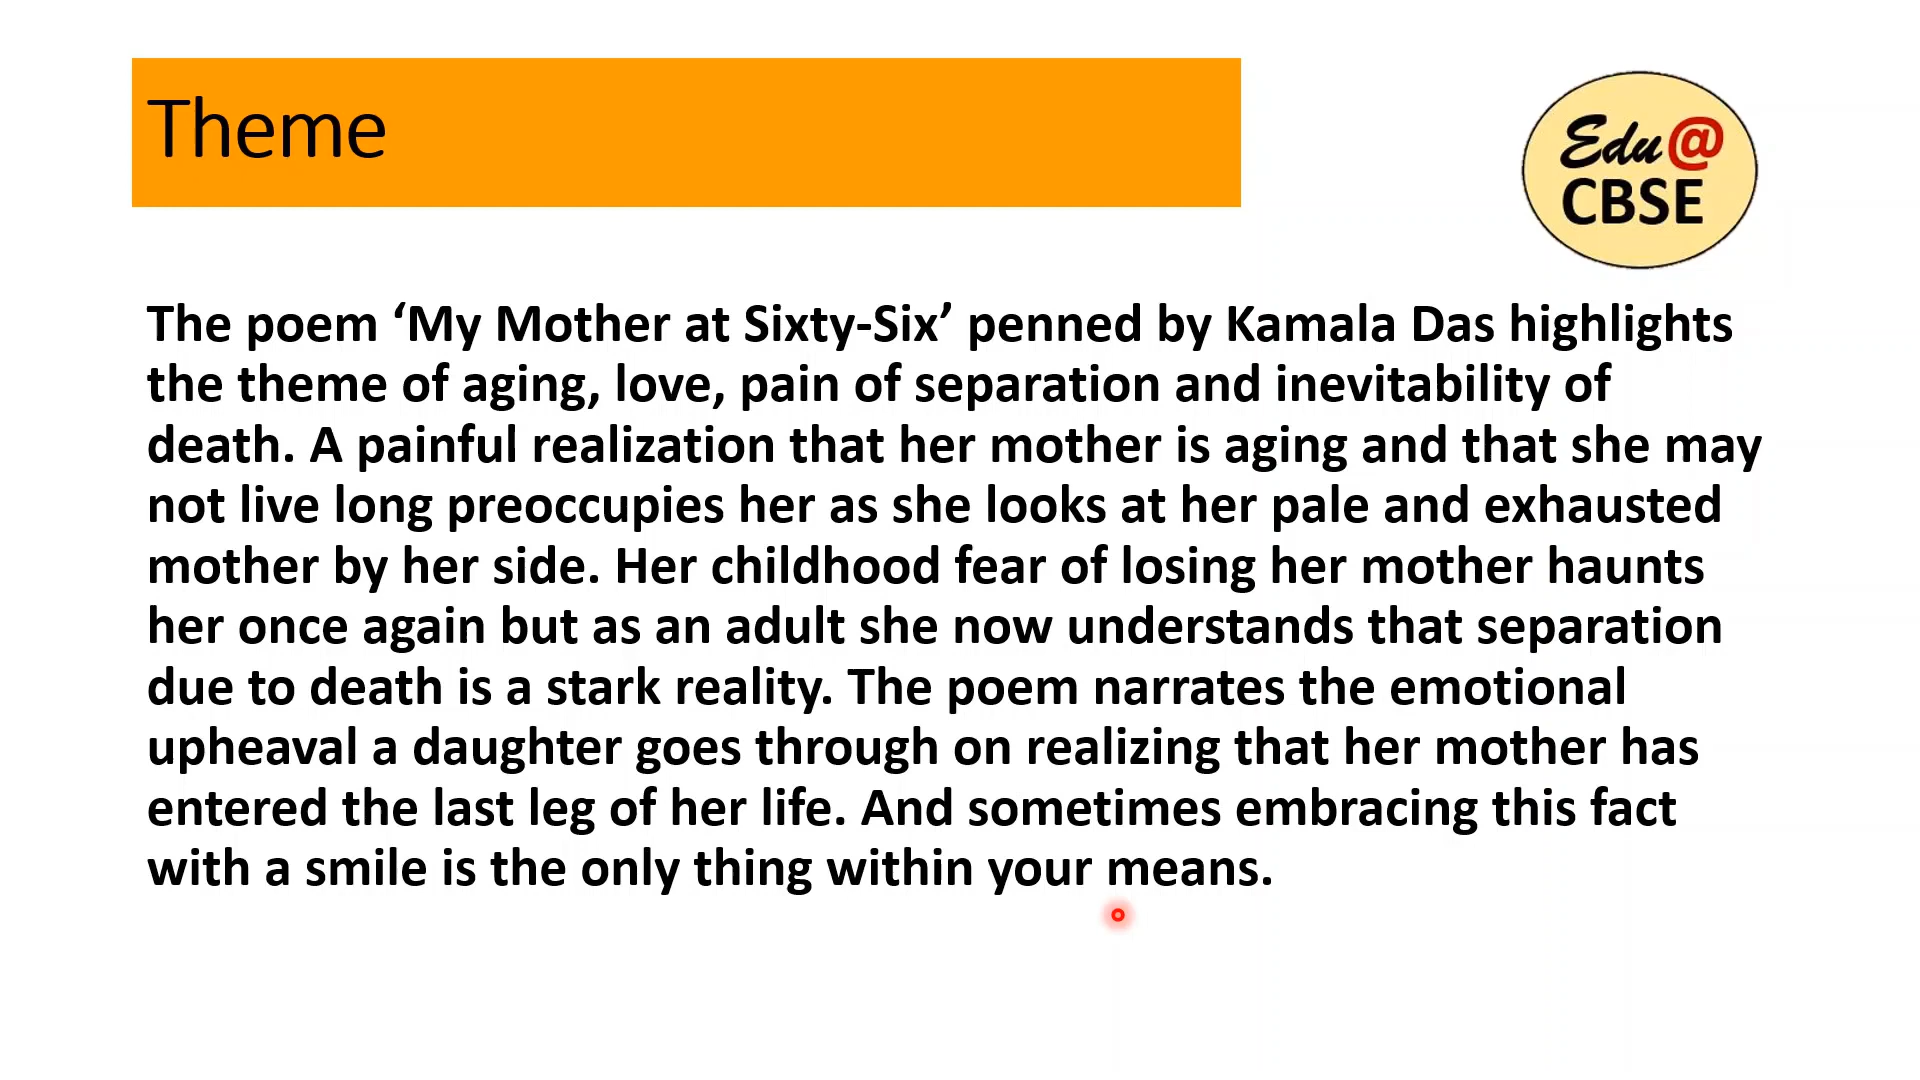 Theme
Edu@
CBSE
The poem ‘My Mother at Sixty-Six’ penned by Kamala Das highlights
the theme of aging, love, pain of separation and inevitability of
death. A painful realization that her mother is aging and that she may
not live long preoccupies her as she looks at her pale and exhausted
mother by her side. Her childhood fear of losing her mother haunts
her once again but as an adult she now understands that separation
due to death is a stark reality. The poem narrates the emotional
upheaval a daughter goes through on realizing that her mother has
entered the last leg of her life. And sometimes embracing this fact
with a smile is the only thing within your means.